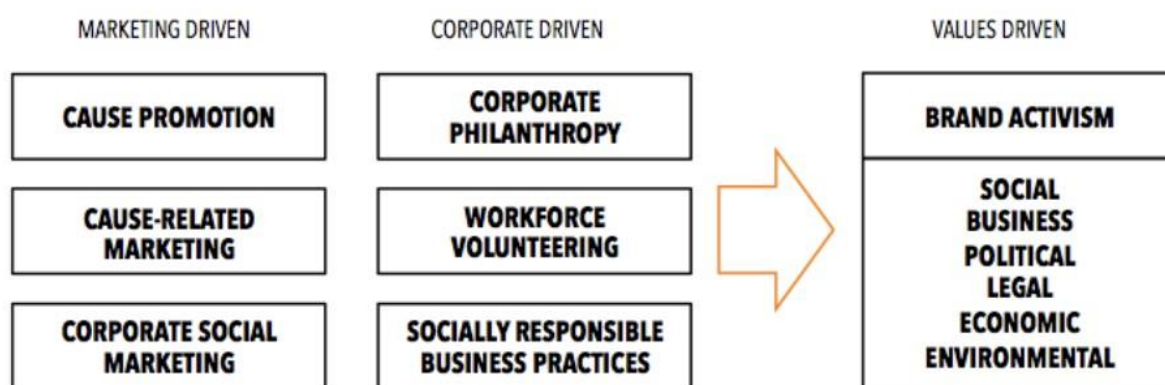 MARKETING DRIVEN
CORPORATE DRIVEN
VALUES DRIVEN
CAUSE PROMOTION
CORPORATE
PHILANTHROPY
BRAND ACTIVISM
CAUSE-RELATED
MARKETING
WORKFORCE
VOLUNTEERING
CORPORATE SOCIAL
MARKETING
SOCIALLY RESPONSIBLE
BUSINESS PRACTICES
SOCIAL
BUSINESS
POLITICAL
LEGAL
ECONOMIC
ENVIRONMENTAL